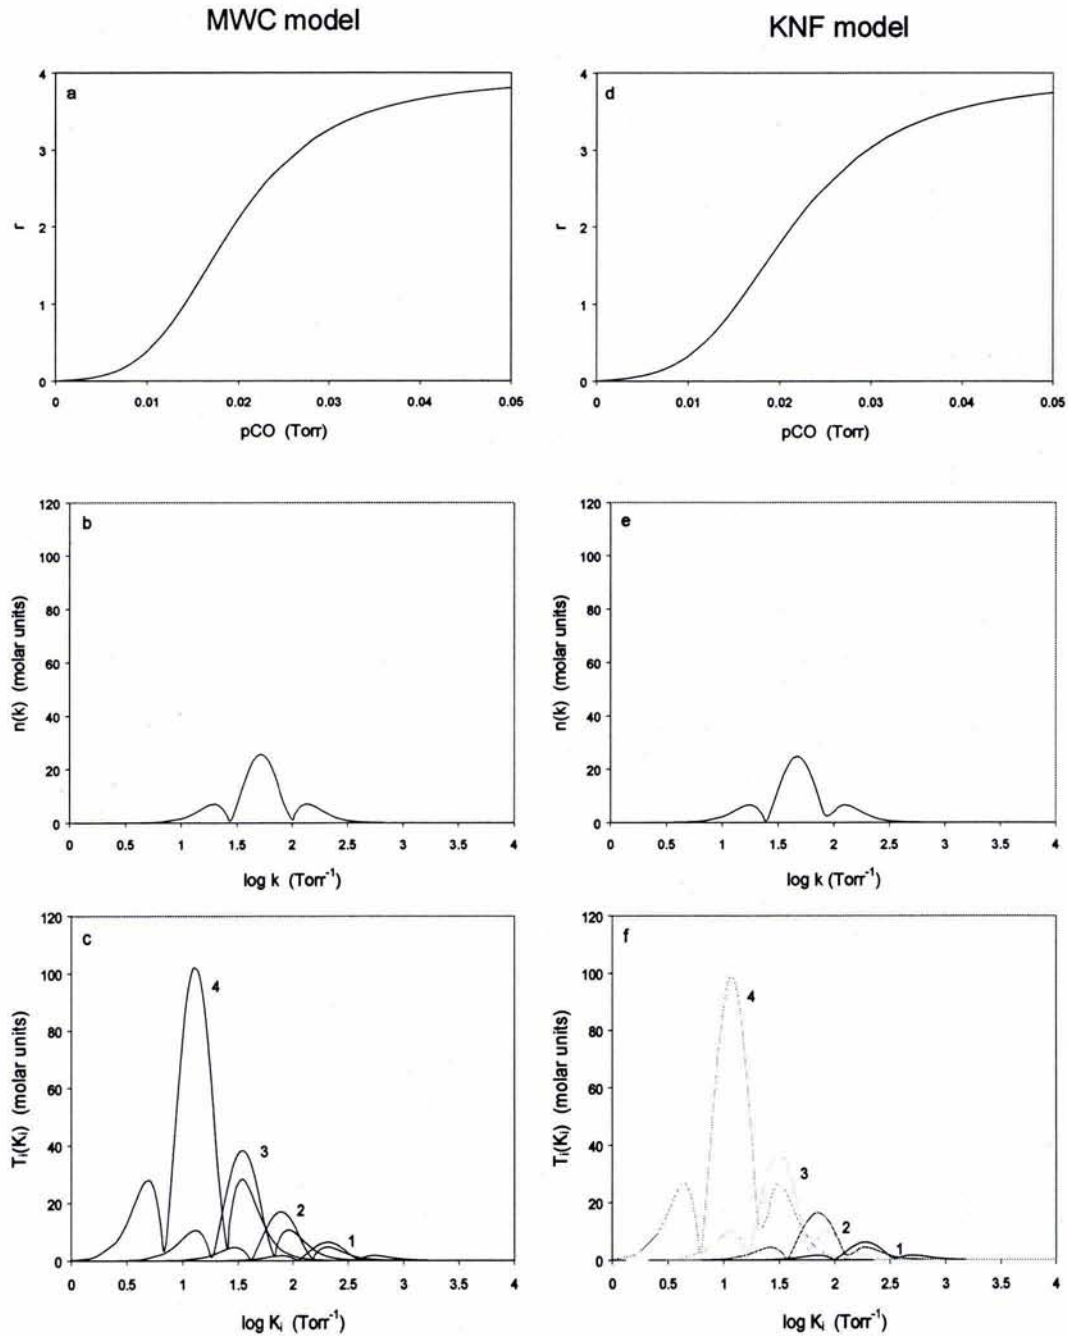 MWC model
KNF model
a
4
3
2
1
0
r
0 0.01 0.02 0.03 0.04 0.05
pCO (Torr)
d
4
3
2
1
0
r
0 0.01 0.02 0.03 0.04 0.05
pCO (Torr)
b
120
100
80
60
40
20
0
n(k) (molar units)
0 0.5 1 1.5 2 2.5 3 3.5 4
log k (Torr⁻¹)
e
120
100
80
60
40
20
0
n(k) (molar units)
0 0.5 1 1.5 2 2.5 3 3.5 4
log k (Torr⁻¹)
c
120
100
80
60
40
20
0
Tᵢ(Kᵢ) (molar units)
4
3
2
1
0 0.5 1 1.5 2 2.5 3 3.5 4
log Kᵢ (Torr⁻¹)
f
120
100
80
60
40
20
0
Tᵢ(Kᵢ) (molar units)
4
3
2
1
0 0.5 1 1.5 2 2.5 3 3.5 4
log Kᵢ (Torr⁻¹)